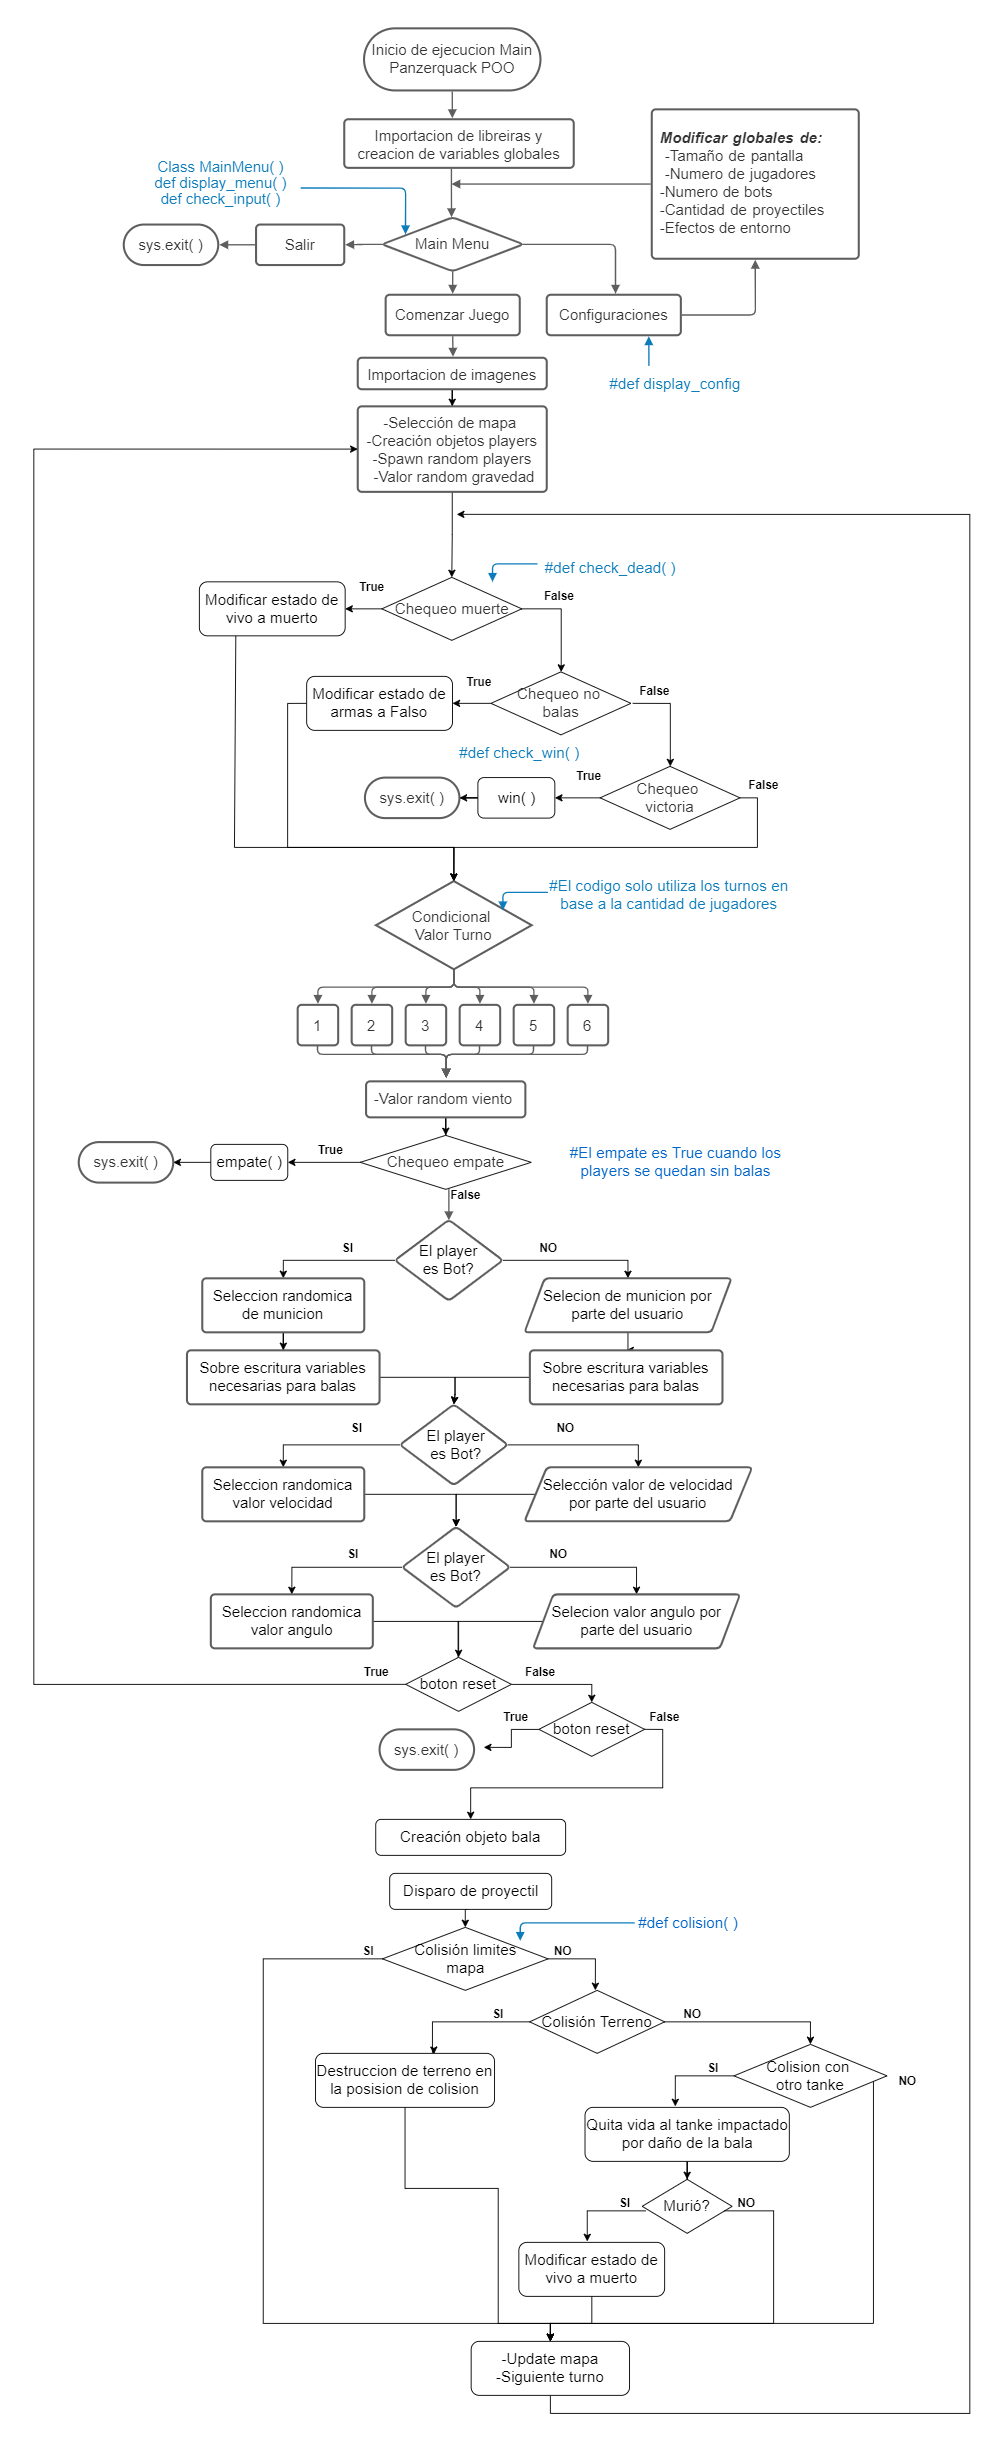 Inicio de ejecucion Main
Panzerquack POO
Importacion de libreiras y
creacion de variables globales
Modificar globales de:
-Tamaño de pantalla
-Numero de jugadores
-Numero de bots
-Cantidad de proyectiles
-Efectos de entorno
Class MainMenu( )
def display_menu( )
def check_input( )
sys.exit( )
Salir
Main Menu
Comenzar Juego
Configuraciones
Importacion de imagenes
#def display_config
-Selección de mapa
-Creación objetos players
-Spawn random players
-Valor random gravedad
#def check_dead( )
True
False
Modificar estado de
vivo a muerto
Chequeo muerte
True
False
Modificar estado de
armas a Falso
Chequeo no
balas
#def check_win( )
True
False
sys.exit( )
win( )
Chequeo
victoria
#El codigo solo utiliza los turnos en
base a la cantidad de jugadores
Condicional
Valor Turno
1
2
3
4
5
6
-Valor random viento
True
sys.exit( )
empate( )
Chequeo empate
#El empate es True cuando los
players se quedan sin balas
False
SI
El player
es Bot?
NO
Seleccion randomica
de municion
Selecion de municion por
parte del usuario
Sobre escritura variables
necesarias para balas
Sobre escritura variables
necesarias para balas
SI
El player
es Bot?
NO
Seleccion randomica
valor velocidad
Selección valor de velocidad
por parte del usuario
SI
El player
es Bot?
NO
Seleccion randomica
valor angulo
Selecion valor angulo por
parte del usuario
True
boton reset
False
True
boton reset
False
sys.exit( )
Creación objeto bala
Disparo de proyectil
#def colision( )
SI
Colisión limites
mapa
NO
SI
Colisión Terreno
NO
Destruccion de terreno en
la posision de colision
SI
Colision con
otro tanke
NO
Quita vida al tanke impactado
por daño de la bala
SI
Murió?
NO
Modificar estado de
vivo a muerto
-Update mapa
-Siguiente turno